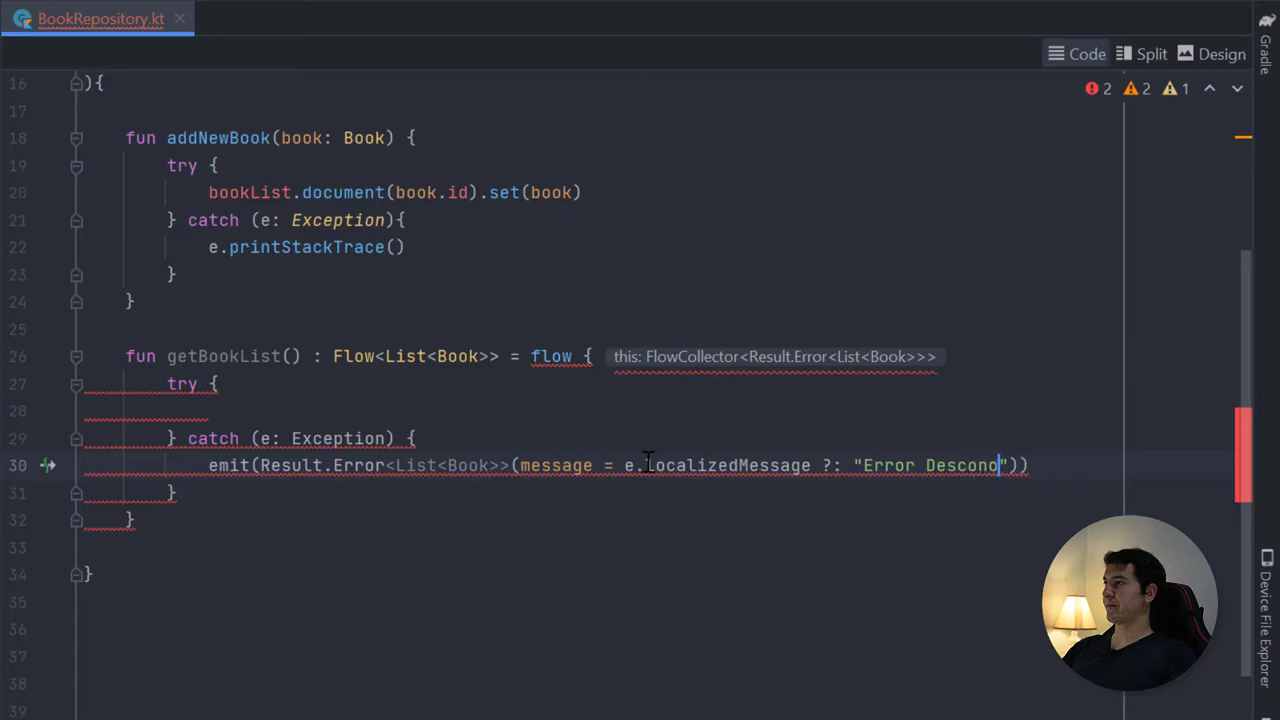 BookRepository.kt
Code Split Design
2 2 1
16 ){
17
18 fun addNewBook(book: Book) {
19 try {
20 bookList.document(book.id).set(book)
21 } catch (e: Exception){
22 e.printStackTrace()
23 }
24 }
25
26 fun getBookList() : Flow<List<Book>> = flow { this: FlowCollector<Result.Error<List<Book>>>
27 try {
28
29 } catch (e: Exception) {
30 emit(Result.Error<List<Book>>(message = e.localizedMessage ?: "Error Descono"))
31 }
32 }
33
34 }
35
36
37
38
39
Gradle
Device File Explorer